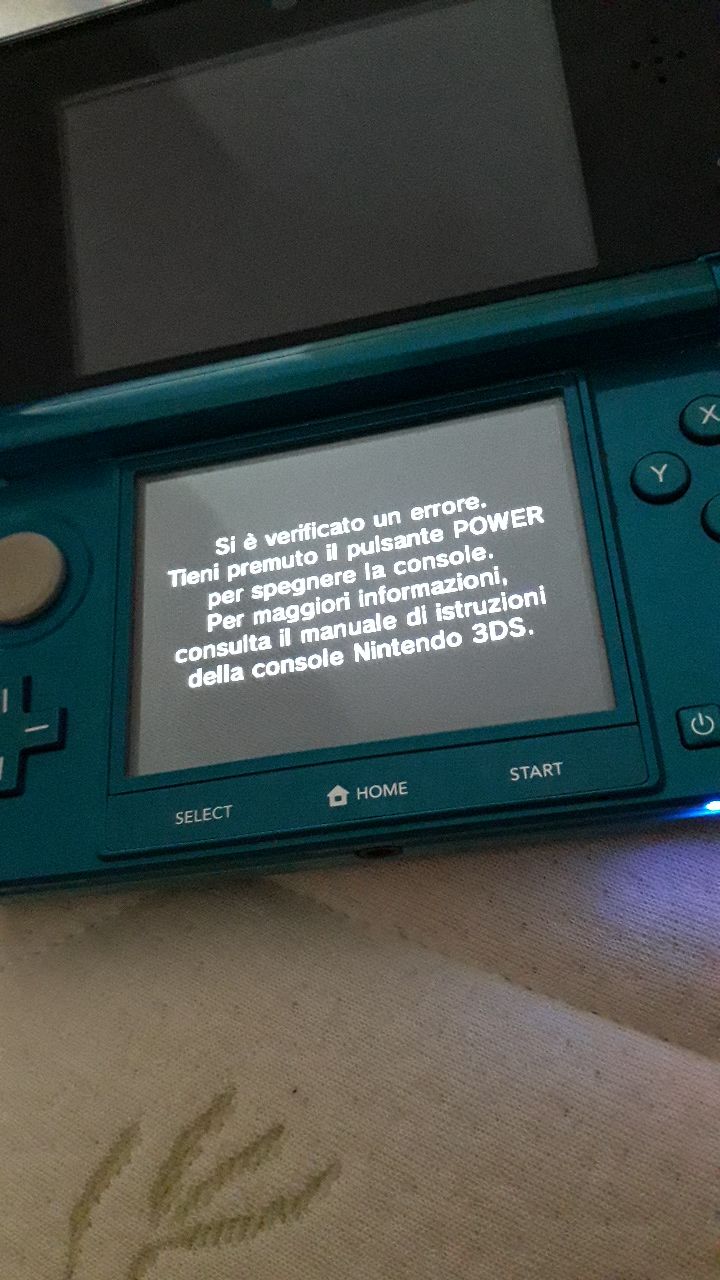 Si è verificato un errore.
Tieni premuto il pulsante POWER
per spegnere la console.
Per maggiori informazioni,
consulta il manuale di istruzioni
della console Nintendo 3DS.
X
Y
SELECT
HOME
START